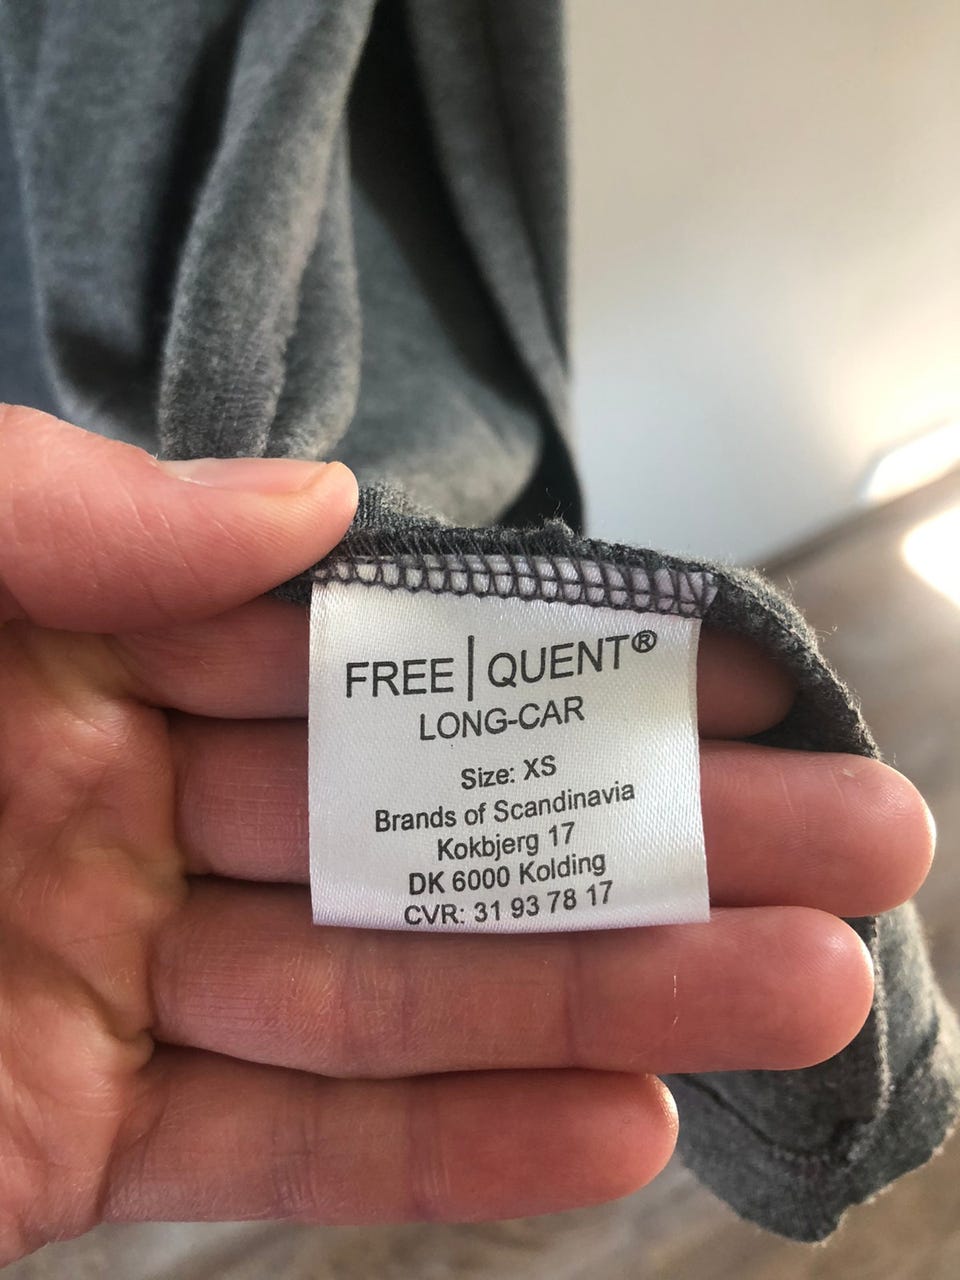 FREE|QUENT®
LONG-CAR
Size: XS
Brands of Scandinavia
Kokbjerg 17
DK 6000 Kolding
CVR: 31 93 78 17